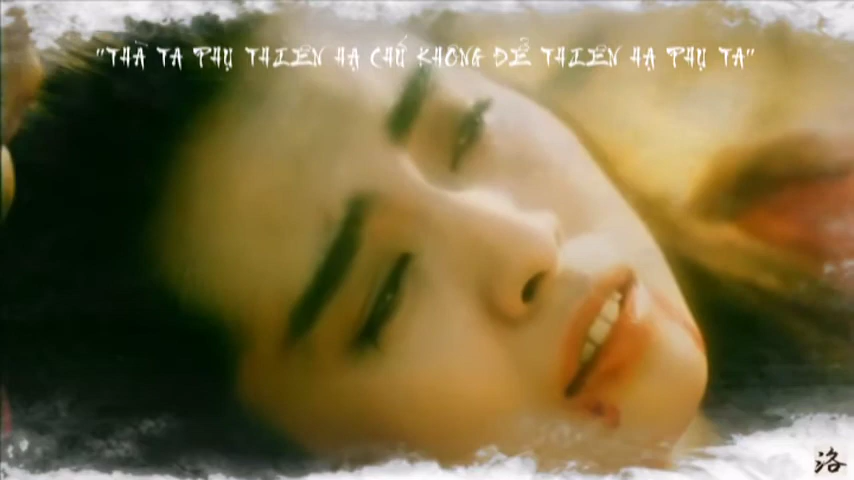 "THÀ TA PHỤ THIÊN HẠ CHỨ KHÔNG ĐỂ THIÊN HẠ PHỤ TA"
洛